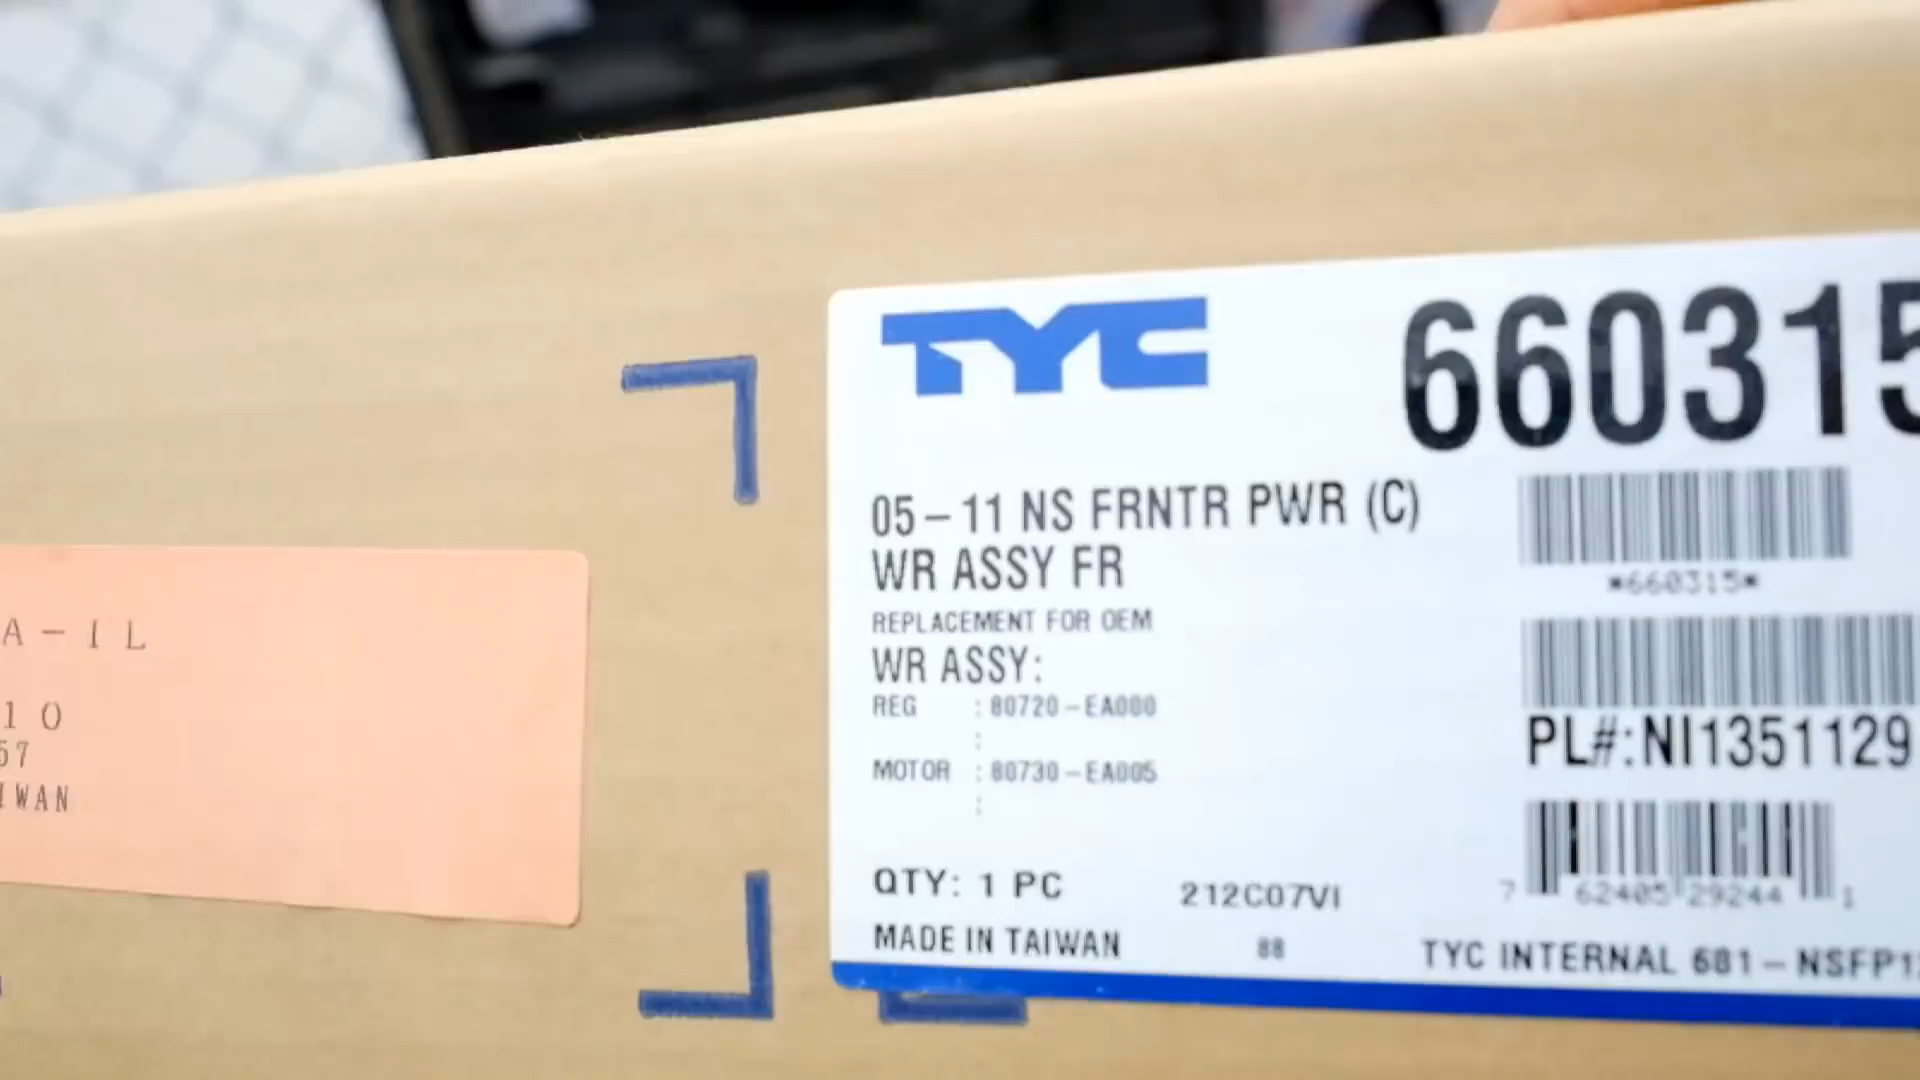 TYC
660315
05-11 NS FRNTR PWR (C)
WR ASSY FR
REPLACEMENT FOR OEM
WR ASSY:
REG : 80720-EA000
:
MOTOR : 80730-EA005
:
QTY: 1 PC
212C07VI
MADE IN TAIWAN
88
*660315*
PL#:NI1351129
7 62405 29244 1
TYC INTERNAL 681-NSFP1
A-1L
10
57
IWAN